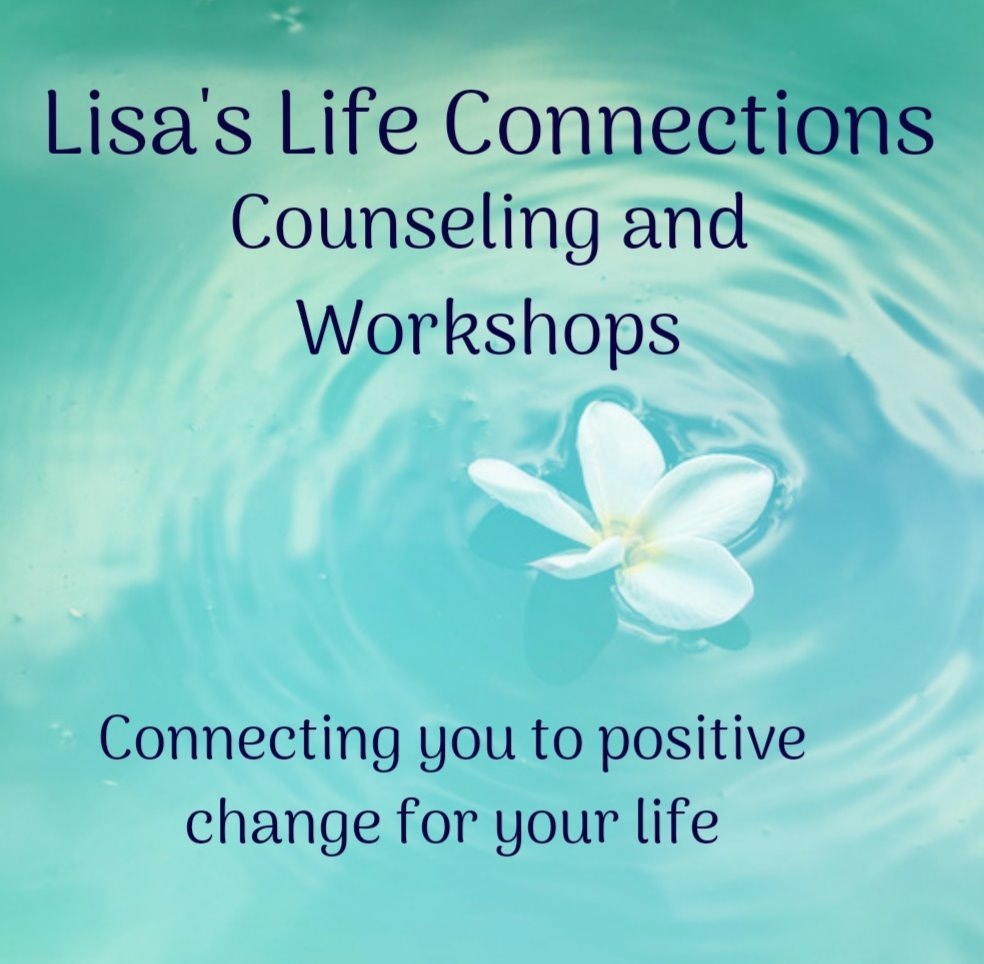 Lisa's Life Connections
Counseling and
Workshops
Connecting you to positive
change for your life